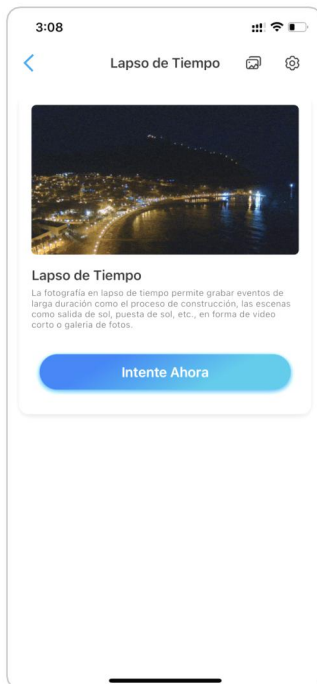 3:08
Lapso de Tiempo
Lapso de Tiempo
La fotografía en lapso de tiempo permite grabar eventos de
larga duración como el proceso de construcción, las escenas
como salida de sol, puesta de sol, etc., en forma de video
corto o galería de fotos.
Intente Ahora